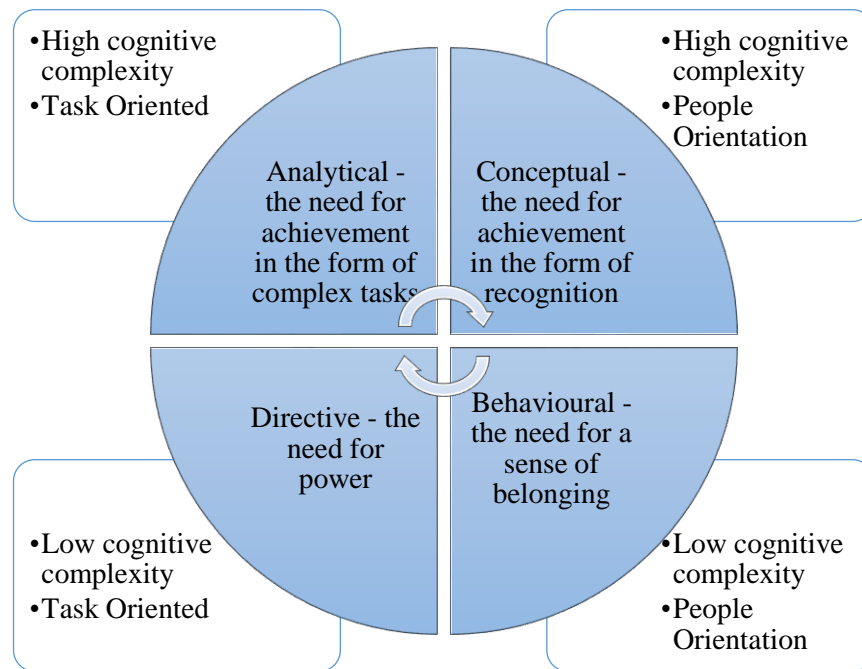 •High cognitive
complexity
•Task Oriented
•High cognitive
complexity
•People
Orientation
Analytical -
the need for
achievement
in the form of
complex tasks
Conceptual -
the need for
achievement
in the form of
recognition
Directive - the
need for
power
Behavioural -
the need for a
sense of
belonging
•Low cognitive
complexity
•Task Oriented
•Low cognitive
complexity
•People
Orientation